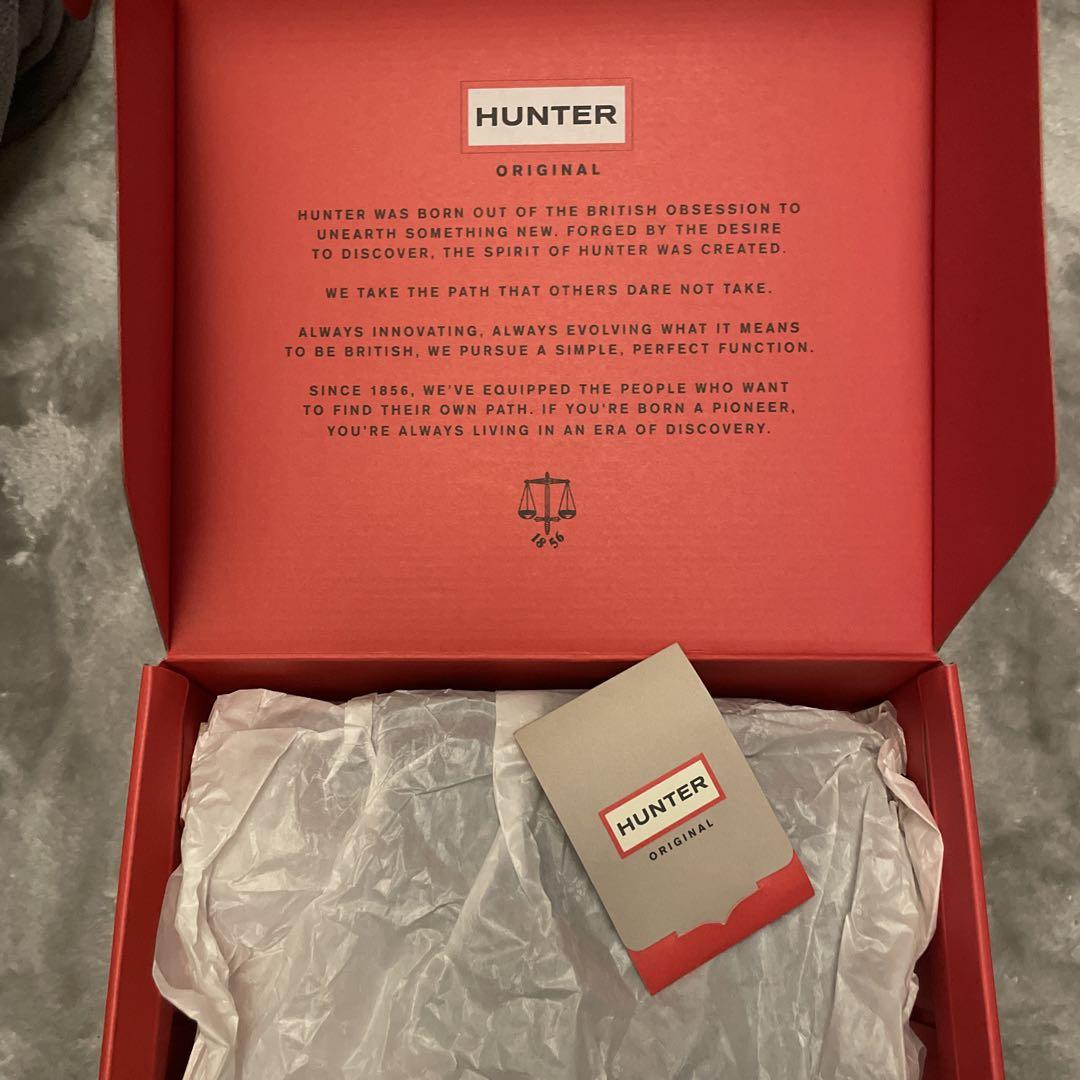 HUNTER
ORIGINAL
HUNTER WAS BORN OUT OF THE BRITISH OBSESSION TO
UNEARTH SOMETHING NEW. FORGED BY THE DESIRE
TO DISCOVER, THE SPIRIT OF HUNTER WAS CREATED.
WE TAKE THE PATH THAT OTHERS DARE NOT TAKE.
ALWAYS INNOVATING, ALWAYS EVOLVING WHAT IT MEANS
TO BE BRITISH, WE PURSUE A SIMPLE, PERFECT FUNCTION.
SINCE 1856, WE'VE EQUIPPED THE PEOPLE WHO WANT
TO FIND THEIR OWN PATH. IF YOU'RE BORN A PIONEER,
YOU'RE ALWAYS LIVING IN AN ERA OF DISCOVERY.
1856
HUNTER
ORIGINAL